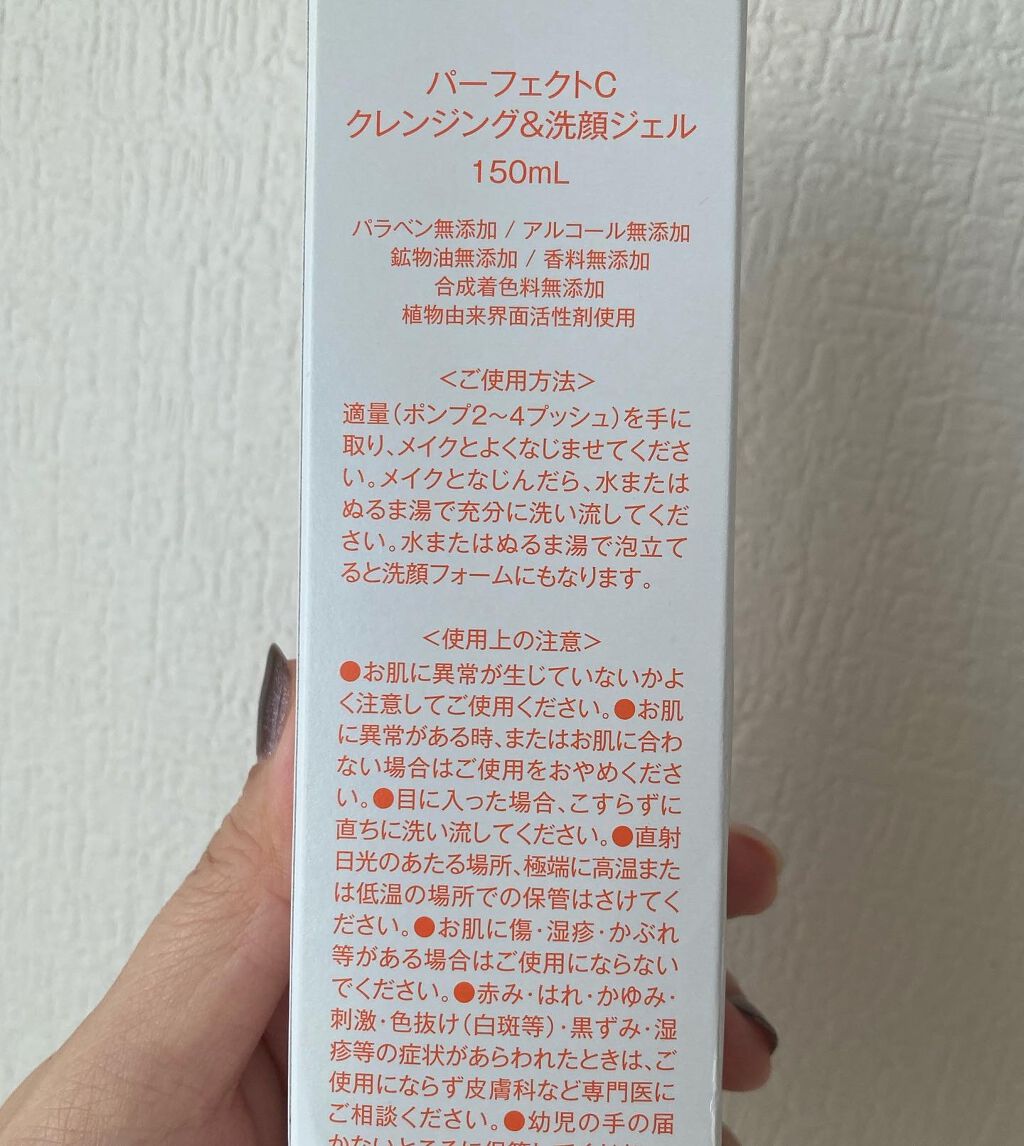 パーフェクトC
クレンジング&洗顔ジェル
150mL
パラベン無添加 / アルコール無添加
鉱物油無添加 / 香料無添加
合成着色料無添加
植物由来界面活性剤使用
＜ご使用方法＞
適量（ポンプ2〜4プッシュ）を手に
取り、メイクとよくなじませてくださ
い。メイクとなじんだら、水または
ぬるま湯で充分に洗い流してくだ
さい。水またはぬるま湯で泡立て
ると洗顔フォームにもなります。
＜使用上の注意＞
●お肌に異常が生じていないかよ
く注意してご使用ください。●お肌
に異常がある時、またはお肌に合わ
ない場合はご使用をおやめくださ
い。●目に入った場合、こすらずに
直ちに洗い流してください。●直射
日光のあたる場所、極端に高温また
は低温の場所での保管はさけてく
ださい。●お肌に傷・湿疹・かぶれ
等がある場合はご使用にならない
でください。●赤み・はれ・かゆみ・
刺激・色抜け（白斑等）・黒ずみ・湿
疹等の症状があらわれたときは、ご
使用にならず皮膚科など専門医に
ご相談ください。●幼児の手の届
かないところに保管してくだ